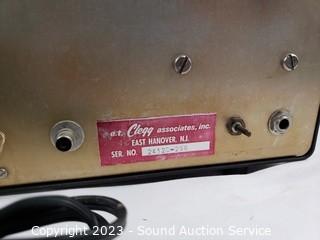 e.t. Clegg associates, inc.
EAST HANOVER, N.J.
SER. NO.
Copyright 2023 - Sound Auction Service